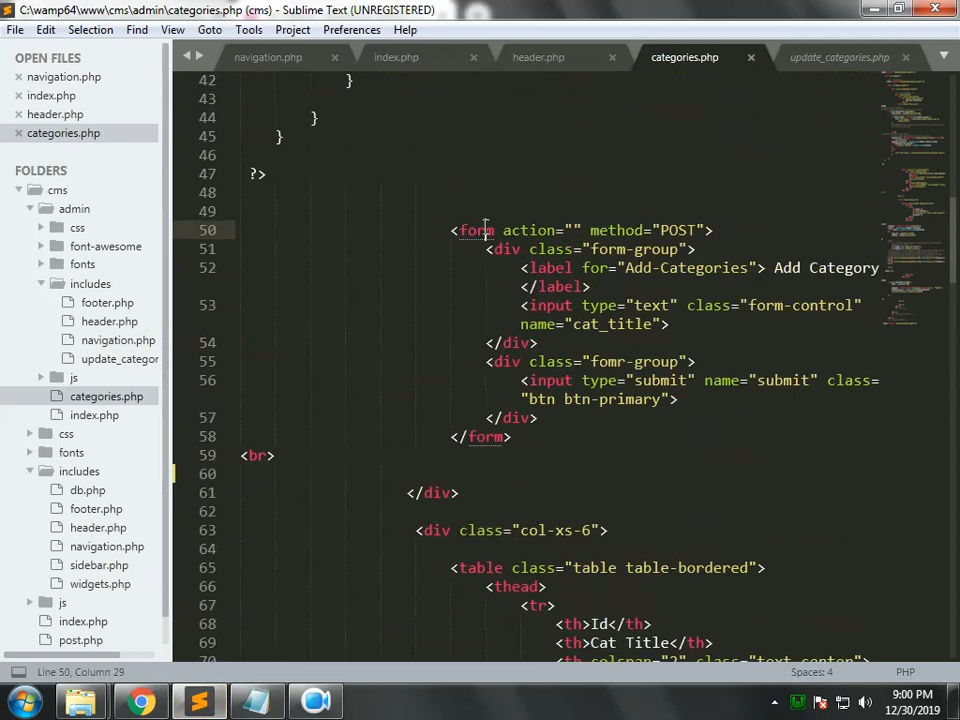 C:\wamp64\www\cms\admin\categories.php (cms) - Sublime Text (UNREGISTERED)
File Edit Selection Find View Goto Tools Project Preferences Help
OPEN FILES
navigation.php
index.php
header.php
categories.php
FOLDERS
cms
admin
css
font-awesome
fonts
includes
footer.php
header.php
navigation.php
update_categor
js
categories.php
index.php
css
fonts
includes
db.php
footer.php
header.php
navigation.php
sidebar.php
widgets.php
js
index.php
post.php
navigation.php index.php header.php categories.php update_categories.php
42 }
43
44 }
45 }
46
47 ?>
48
49
50 <form action="" method="POST">
51 <div class="form-group">
52 <label for="Add-Categories"> Add Category
</label>
53 <input type="text" class="form-control"
name="cat_title">
54 </div>
55 <div class="fomr-group">
56 <input type="submit" name="submit" class=
"btn btn-primary">
57 </div>
58 </form>
59 <br>
60
61 </div>
62
63 <div class="col-xs-6">
64
65 <table class="table table-bordered">
66 <thead>
67 <tr>
68 <th>Id</th>
69 <th>Cat Title</th>
70 <th colspan="2" class="text-center">
Line 50, Column 29
Spaces: 4
PHP
9:00 PM
12/30/2019